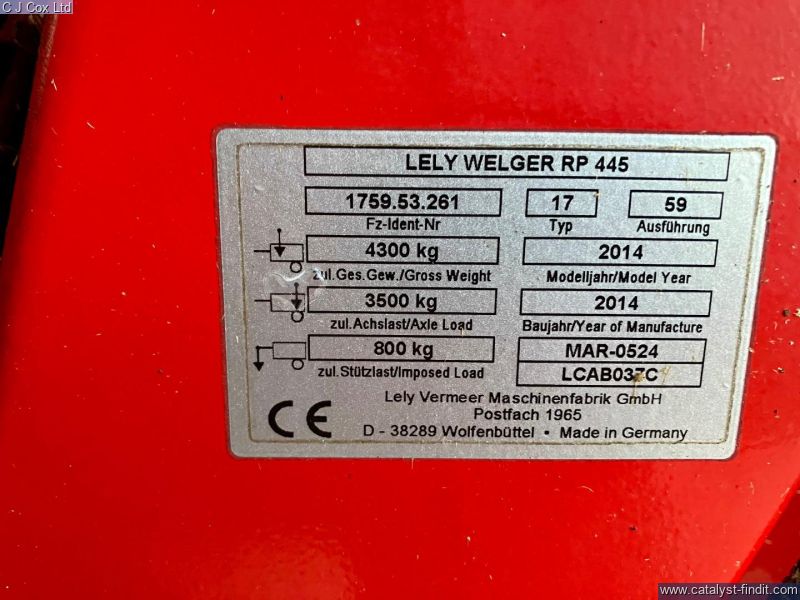 C J Cox Ltd
LELY WELGER RP 445
1759.53.261 17 59
Fz-Ident-Nr Typ Ausführung
4300 kg 2014
zul.Ges.Gew./Gross Weight Modelljahr/Model Year
3500 kg 2014
zul.Achslast/Axle Load Baujahr/Year of Manufacture
800 kg MAR-0524
zul.Stützlast/Imposed Load LCAB037C
Lely Vermeer Maschinenfabrik GmbH
CE Postfach 1965
D - 38289 Wolfenbüttel • Made in Germany
www.catalyst-findit.com